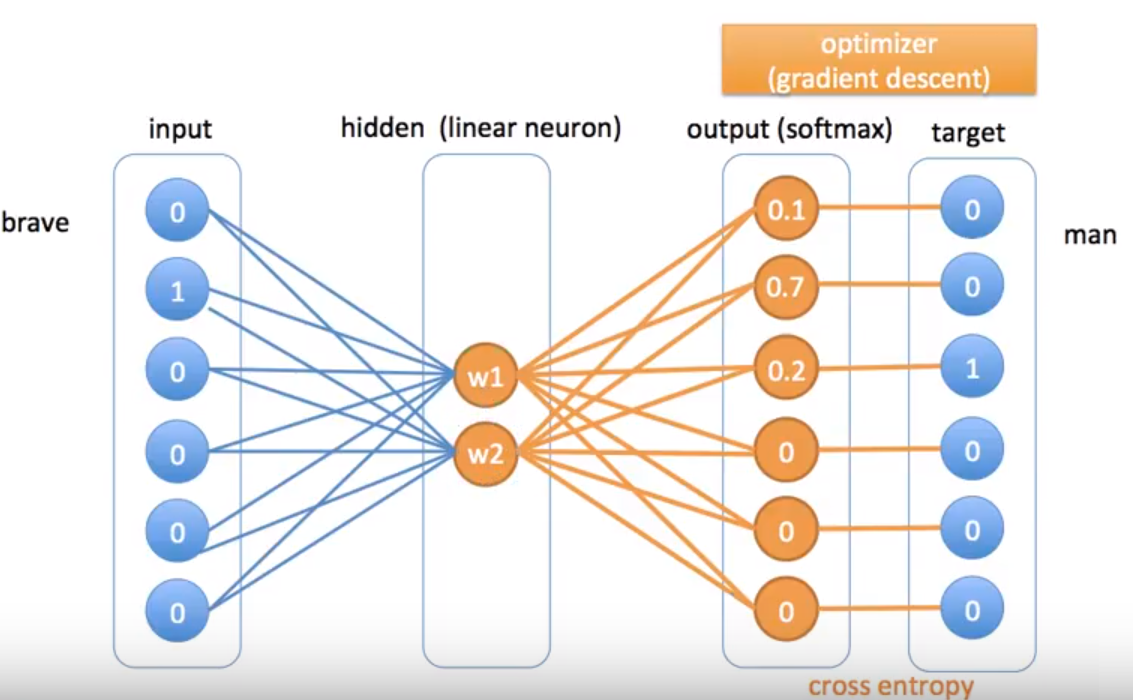 optimizer
(gradient descent)
input
hidden (linear neuron)
output (softmax)
target
brave
man
0
1
0
0
0
0
w1
w2
0.1
0.7
0.2
0
0
0
0
0
1
0
0
0
cross entropy